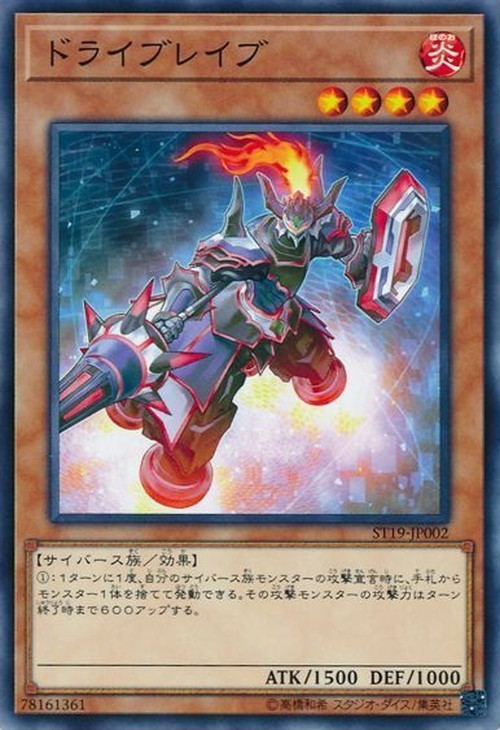 ドライブレイブ
炎
ST19-JP002
【サイバース族/効果】
①:1ターンに1度、自分のサイバース族モンスターの攻撃宣言時に、手札から
モンスター1体を捨てて発動できる。その攻撃モンスターの攻撃力はターン
終了時まで600アップする。
ATK/1500 DEF/1000
78161361 ©高橋和希 スタジオ・ダイス/集英社